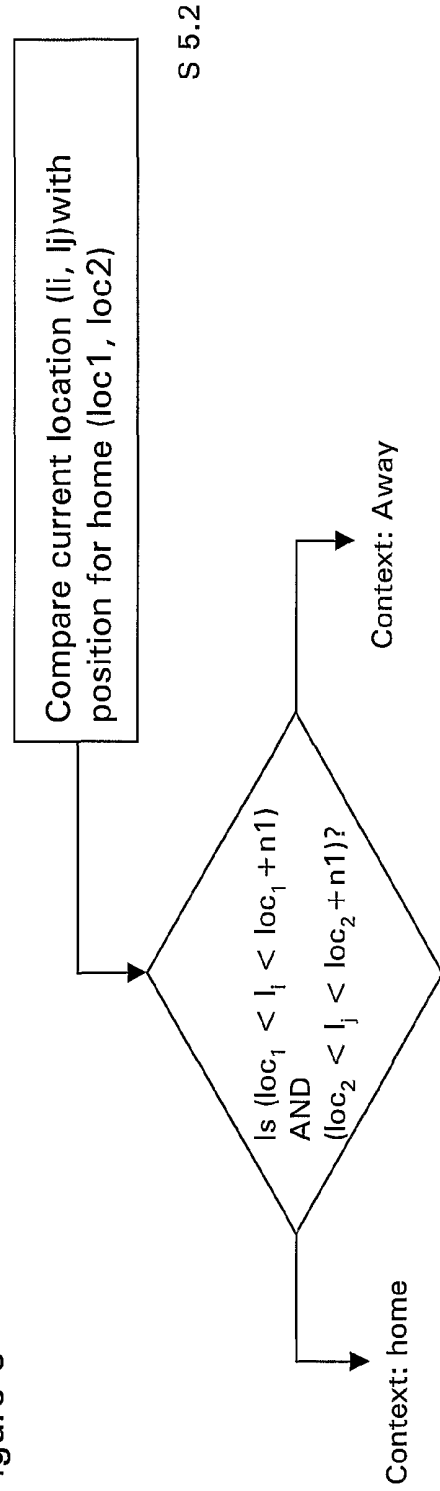 Compare current location (li, lj)with
position for home (loc1, loc2)
S 5.2
Is (loc₁ < lᵢ < loc₁ +n1)
AND
(loc₂ < lⱼ < loc₂ +n1)?
Context: home
Context: Away